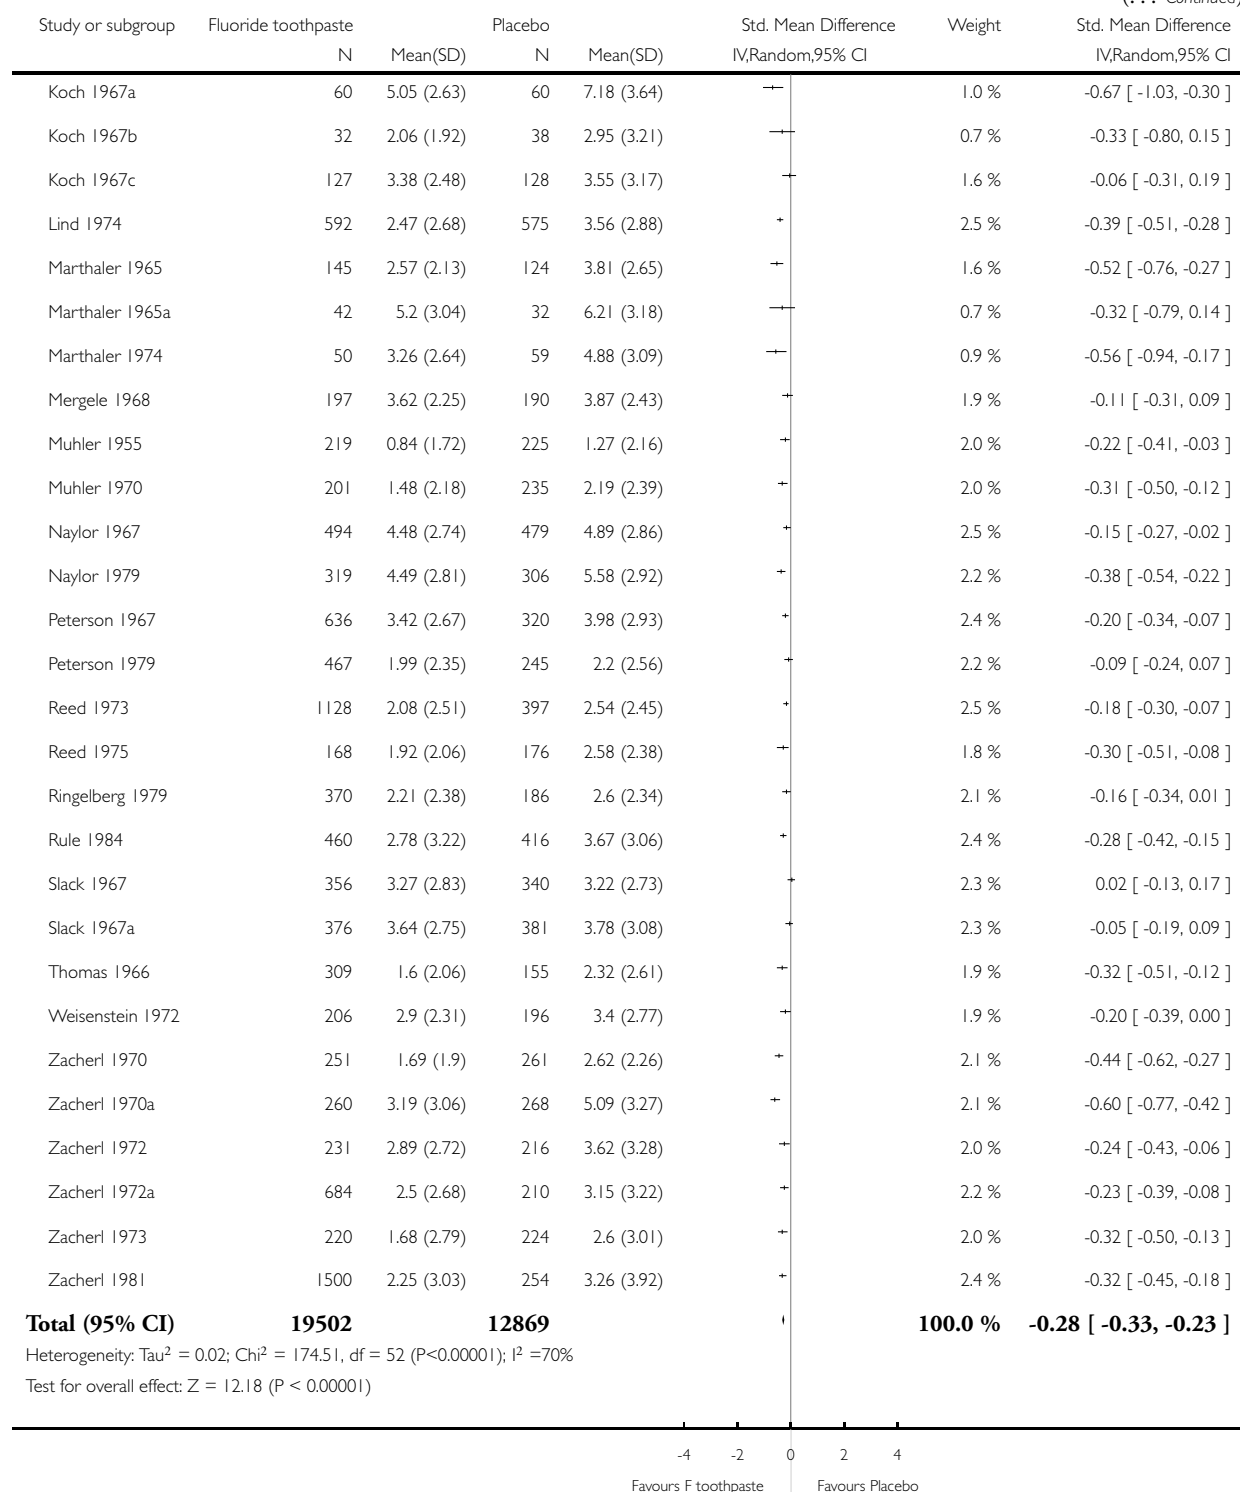 (. . . Continued)
Study or subgroup Fluoride toothpaste Placebo Std. Mean Difference Weight Std. Mean Difference
N Mean(SD) N Mean(SD) IV,Random,95% CI IV,Random,95% CI
Koch 1967a 60 5.05 (2.63) 60 7.18 (3.64) 1.0 % -0.67 [ -1.03, -0.30 ]
Koch 1967b 32 2.06 (1.92) 38 2.95 (3.21) 0.7 % -0.33 [ -0.80, 0.15 ]
Koch 1967c 127 3.38 (2.48) 128 3.55 (3.17) 1.6 % -0.06 [ -0.31, 0.19 ]
Lind 1974 592 2.47 (2.68) 575 3.56 (2.88) 2.5 % -0.39 [ -0.51, -0.28 ]
Marthaler 1965 145 2.57 (2.13) 124 3.81 (2.65) 1.6 % -0.52 [ -0.76, -0.27 ]
Marthaler 1965a 42 5.2 (3.04) 32 6.21 (3.18) 0.7 % -0.32 [ -0.79, 0.14 ]
Marthaler 1974 50 3.26 (2.64) 59 4.88 (3.09) 0.9 % -0.56 [ -0.94, -0.17 ]
Mergele 1968 197 3.62 (2.25) 190 3.87 (2.43) 1.9 % -0.11 [ -0.31, 0.09 ]
Muhler 1955 219 0.84 (1.72) 225 1.27 (2.16) 2.0 % -0.22 [ -0.41, -0.03 ]
Muhler 1970 201 1.48 (2.18) 235 2.19 (2.39) 2.0 % -0.31 [ -0.50, -0.12 ]
Naylor 1967 494 4.48 (2.74) 479 4.89 (2.86) 2.5 % -0.15 [ -0.27, -0.02 ]
Naylor 1979 319 4.49 (2.81) 306 5.58 (2.92) 2.2 % -0.38 [ -0.54, -0.22 ]
Peterson 1967 636 3.42 (2.67) 320 3.98 (2.93) 2.4 % -0.20 [ -0.34, -0.07 ]
Peterson 1979 467 1.99 (2.35) 245 2.2 (2.56) 2.2 % -0.09 [ -0.24, 0.07 ]
Reed 1973 1128 2.08 (2.51) 397 2.54 (2.45) 2.5 % -0.18 [ -0.30, -0.07 ]
Reed 1975 168 1.92 (2.06) 176 2.58 (2.38) 1.8 % -0.30 [ -0.51, -0.08 ]
Ringelberg 1979 370 2.21 (2.38) 186 2.6 (2.34) 2.1 % -0.16 [ -0.34, 0.01 ]
Rule 1984 460 2.78 (3.22) 416 3.67 (3.06) 2.4 % -0.28 [ -0.42, -0.15 ]
Slack 1967 356 3.27 (2.83) 340 3.22 (2.73) 2.3 % 0.02 [ -0.13, 0.17 ]
Slack 1967a 376 3.64 (2.75) 381 3.78 (3.08) 2.3 % -0.05 [ -0.19, 0.09 ]
Thomas 1966 309 1.6 (2.06) 155 2.32 (2.61) 1.9 % -0.32 [ -0.51, -0.12 ]
Weisenstein 1972 206 2.9 (2.31) 196 3.4 (2.77) 1.9 % -0.20 [ -0.39, 0.00 ]
Zacherl 1970 251 1.69 (1.9) 261 2.62 (2.26) 2.1 % -0.44 [ -0.62, -0.27 ]
Zacherl 1970a 260 3.19 (3.06) 268 5.09 (3.27) 2.1 % -0.60 [ -0.77, -0.42 ]
Zacherl 1972 231 2.89 (2.72) 216 3.62 (3.28) 2.0 % -0.24 [ -0.43, -0.06 ]
Zacherl 1972a 684 2.5 (2.68) 210 3.15 (3.22) 2.2 % -0.23 [ -0.39, -0.08 ]
Zacherl 1973 220 1.68 (2.79) 224 2.6 (3.01) 2.0 % -0.32 [ -0.50, -0.13 ]
Zacherl 1981 1500 2.25 (3.03) 254 3.26 (3.92) 2.4 % -0.32 [ -0.45, -0.18 ]
Total (95% CI) 19502 12869 100.0 % -0.28 [ -0.33, -0.23 ]
Heterogeneity: Tau² = 0.02; Chi² = 174.51, df = 52 (P<0.00001); I² =70%
Test for overall effect: Z = 12.18 (P < 0.00001)
-4 -2 0 2 4
Favours F toothpaste Favours Placebo